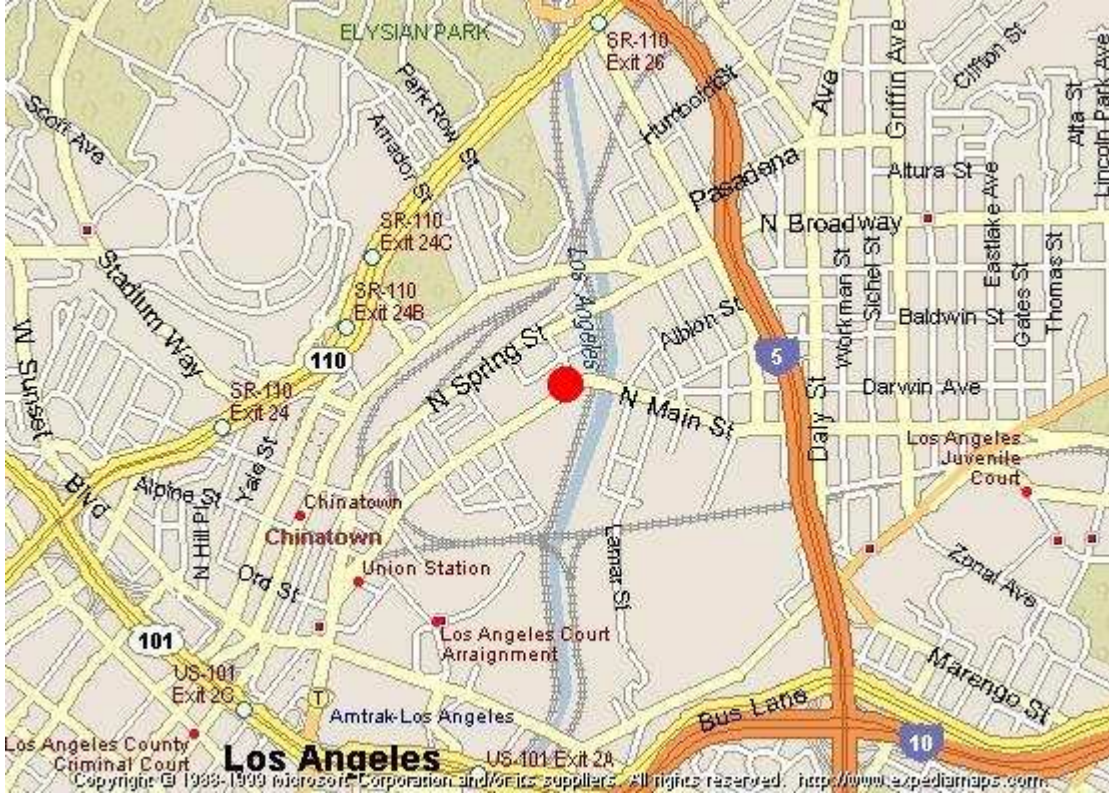 ELYSIAN PARK
SR-110
Exit 26
Scott Ave
Park Row St
Amador St
Humboldt St
Ave
Griffin Ave
Clifton St
Alta St
Lincoln Park Ave
Pasadena
Altura St
SR-110
Exit 24C
N Broadway
Eastlake Ave
Stadium Way
Los Angeles
Workman St
Sichel St
Gates St
Thomas St
SR-110
Exit 24B
Albion St
Baldwin St
W Sunset
Blvd
110
N Spring St
5
SR-110
Exit 24
N Main St
Daly St
Darwin Ave
Los Angeles
Juvenile
Court
Yale St
Alpine St
Chinatown
Chinatown
N Hill Pl
Ord St
Union Station
Lamar St
Zonal Ave
101
Los Angeles Court
Arraignment
US-101
Exit 2C
Marengo St
T
Amtrak-Los Angeles
Bus Lane
10
Los Angeles County
Criminal Court
Los Angeles
US-101 Exit 2A
Copyright © 1988-1999 Microsoft Corporation and/or its suppliers. All rights reserved. http://www.expediamaps.com.